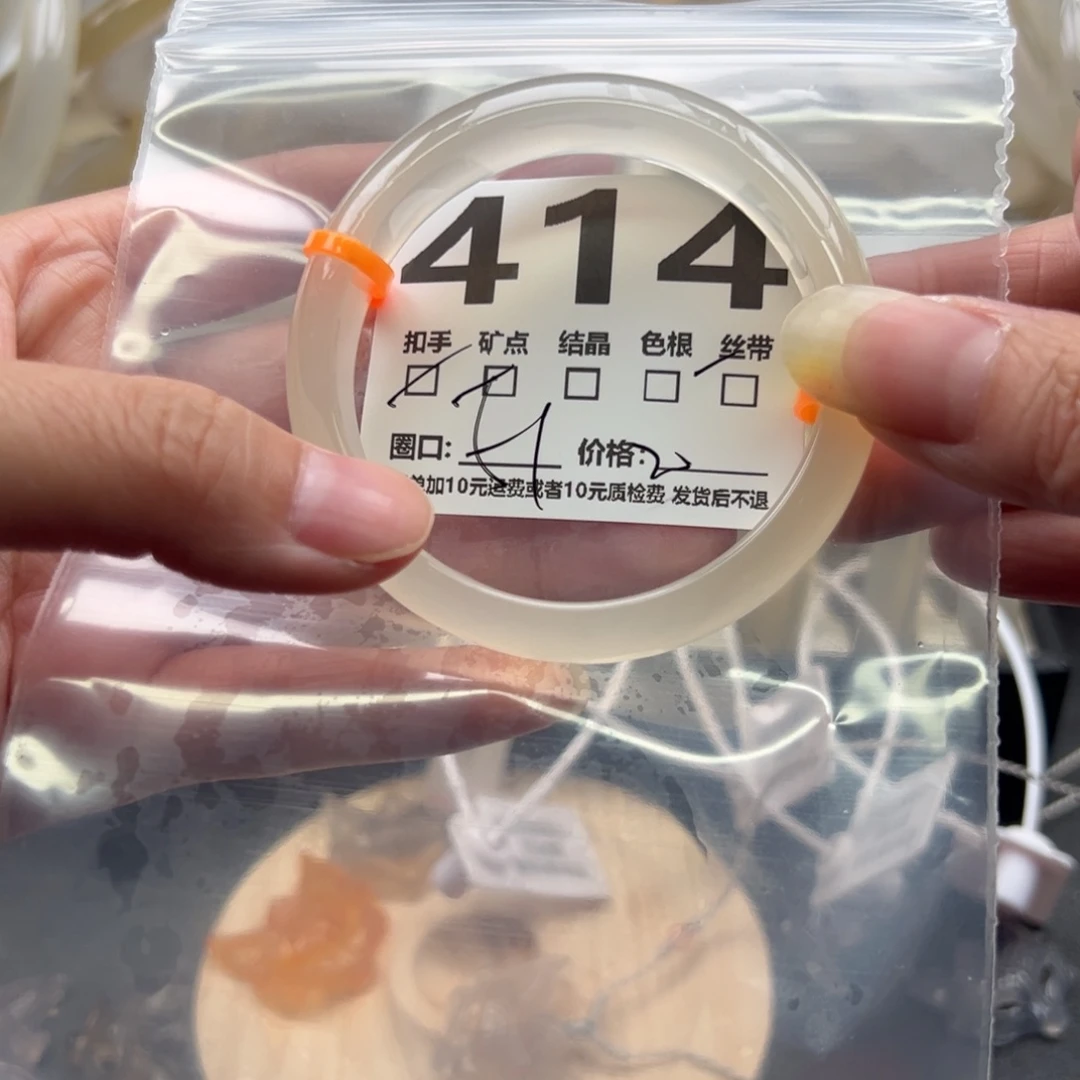 414
扣手 矿点 结晶 色根 丝带
圈口: 价格:
单加10元运费或者10元质检费 发货后不退